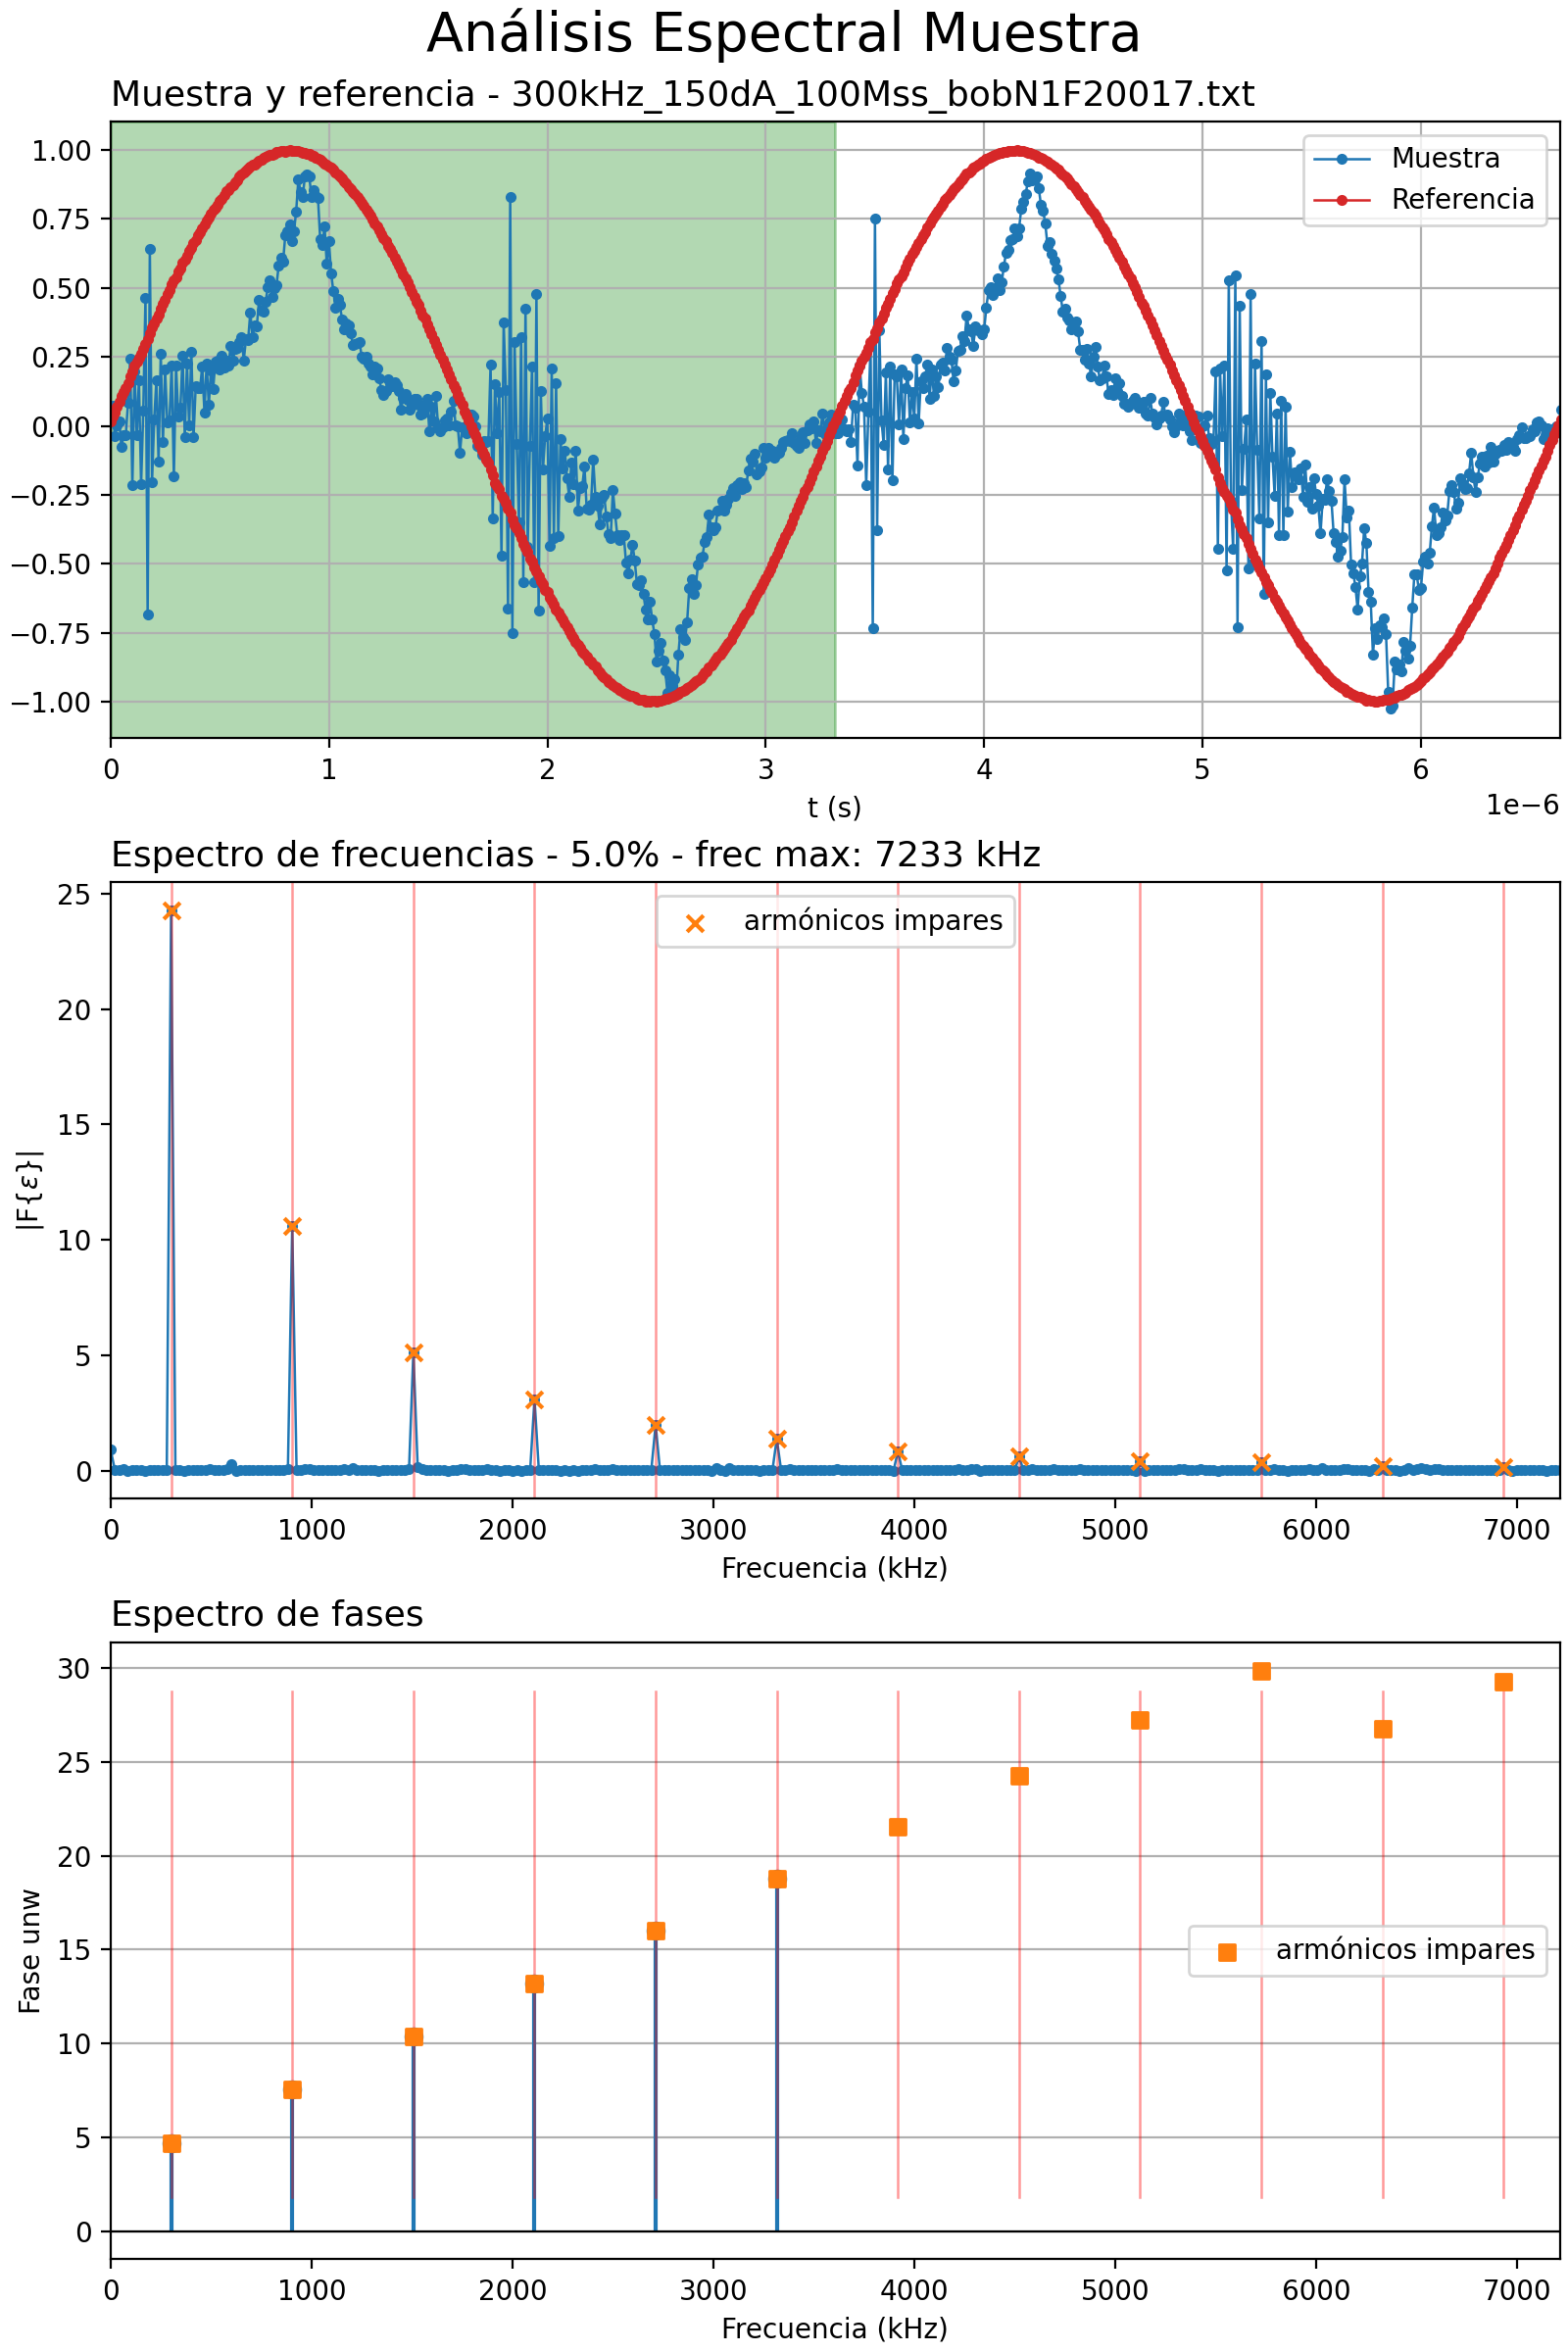 Análisis Espectral Muestra
Muestra y referencia - 300kHz_150dA_100Mss_bobN1F20017.txt
1.00
0.75
0.50
0.25
0.00
−0.25
−0.50
−0.75
−1.00
Muestra
Referencia
0 1 2 3 4 5 6
t (s)
1e−6
Espectro de frecuencias - 5.0% - frec max: 7233 kHz
25
20
15
10
5
0
|F{ε}|
armónicos impares
0 1000 2000 3000 4000 5000 6000 7000
Frecuencia (kHz)
Espectro de fases
30
25
20
15
10
5
0
Fase unw
armónicos impares
0 1000 2000 3000 4000 5000 6000 7000
Frecuencia (kHz)